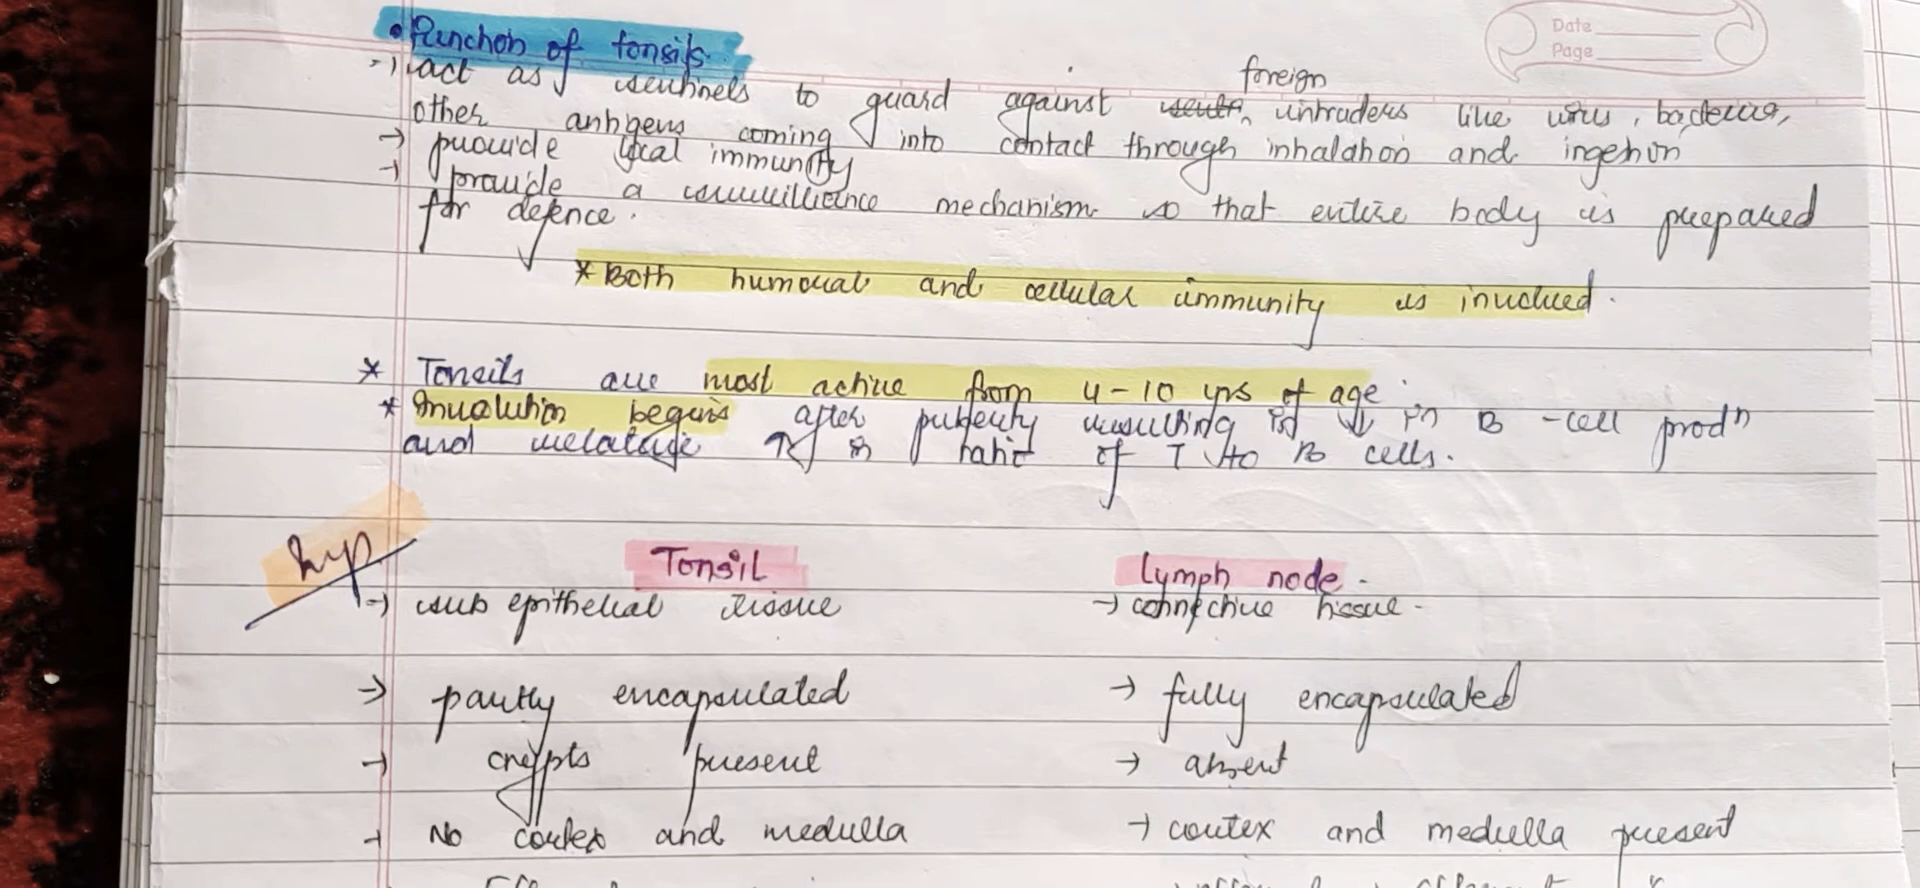 Date
Page
• Function of tonsils.
→ act as sentinels to guard against foreign intruders like virus, bacteria,
other antigens coming into contact through inhalation and ingestion
→ provide local immunity
→ provide a surveilliance mechanism so that entire body is prepared
for defence.
* Both humoral and cellular immunity is involved.
* Tonsils are most active from 4-10 yrs of age.
* Involution begins after puberty resulting in ↓ in B-cell prodⁿ
and relative ↑ in ratio of T to B cells.
Imp
Tonsil Lymph node.
→ sub epithelial tissue → connective tissue.
→ partly encapsulated → fully encapsulated
→ crypts present → absent
→ No cortex and medulla → cortex and medulla present